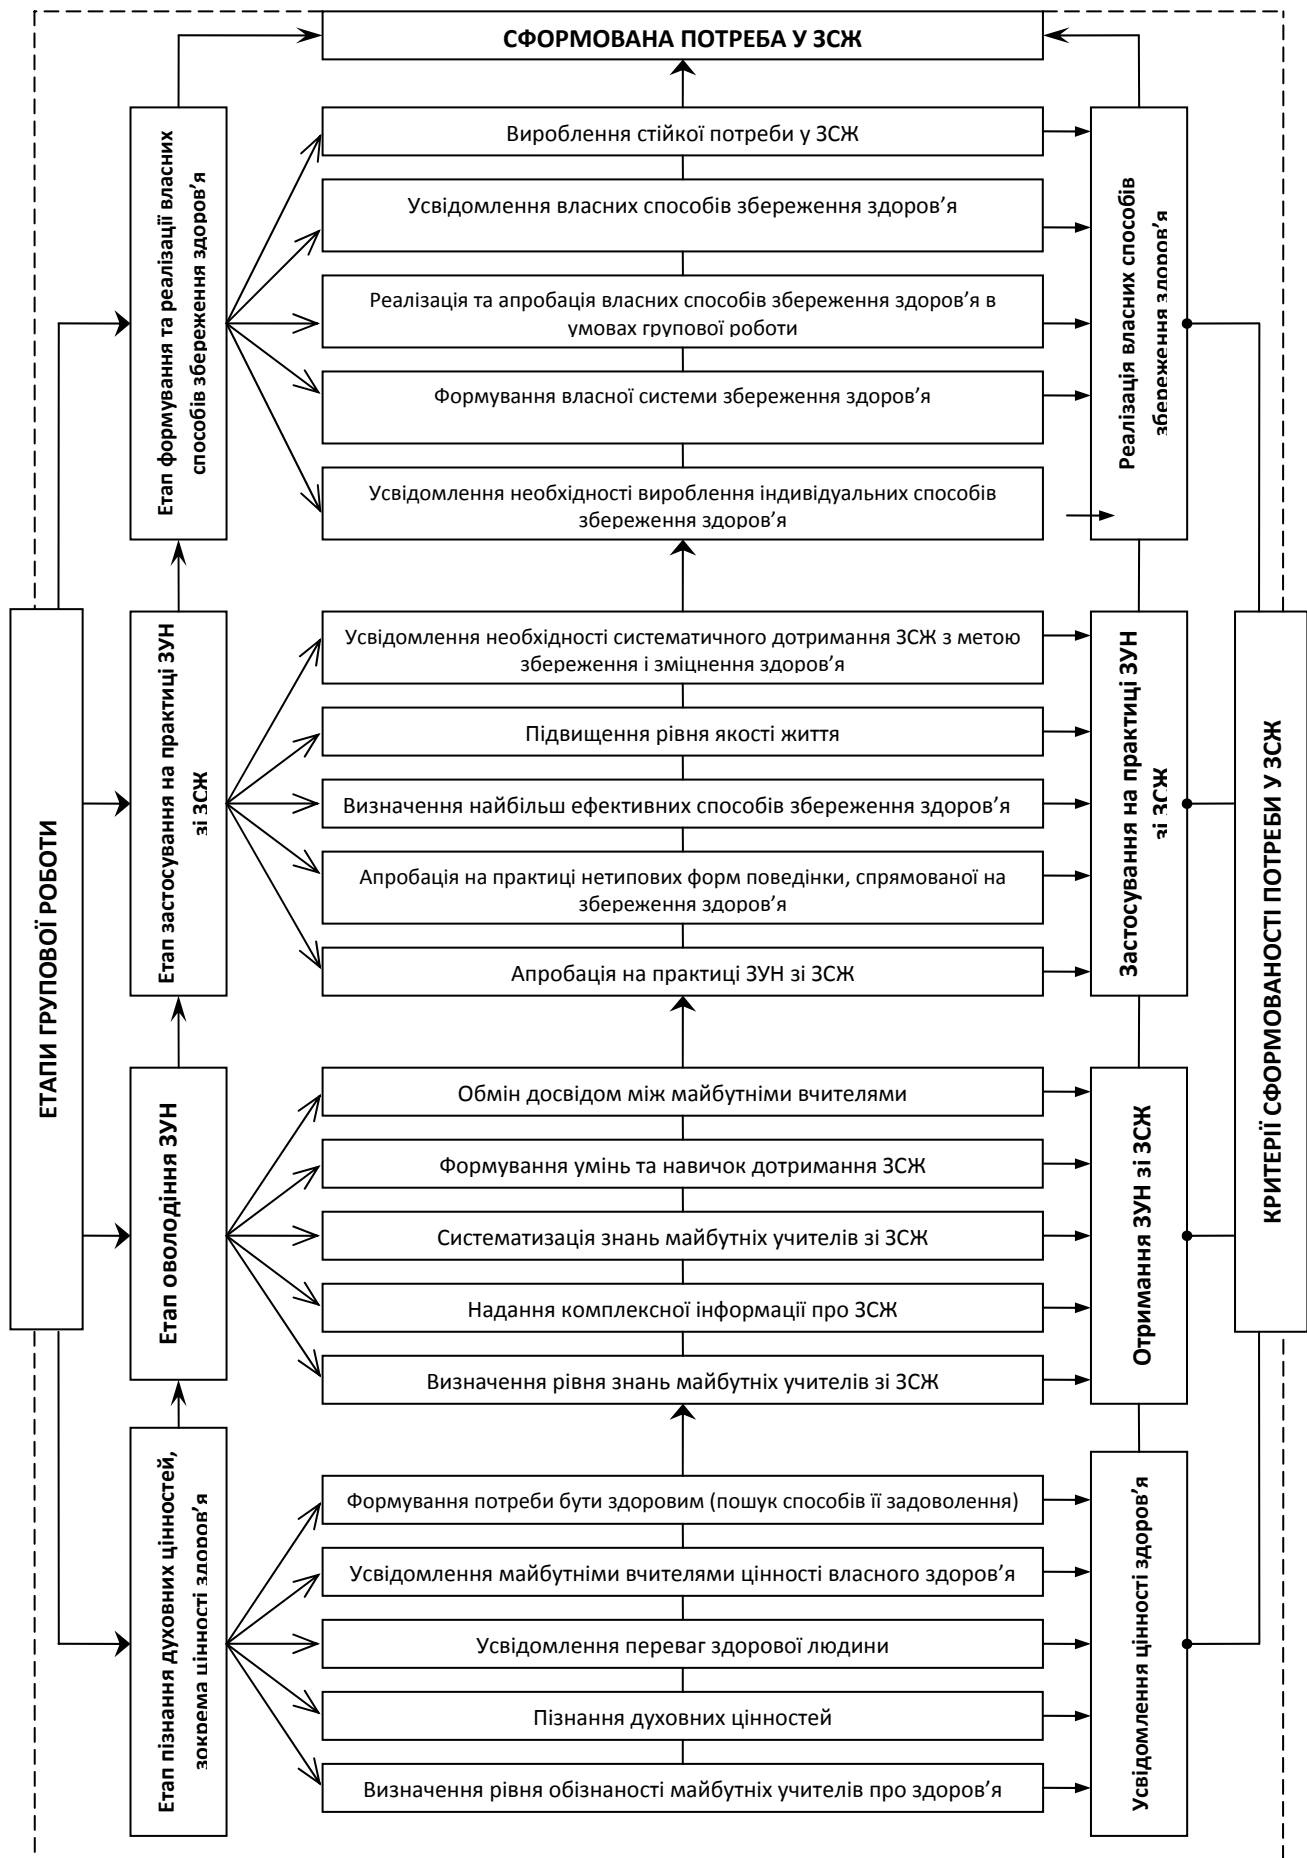 СФОРМОВАНА ПОТРЕБА У ЗСЖ
ЕТАПИ ГРУПОВОЇ РОБОТИ
Етап формування та реалізації власних
способів збереження здоров’я
Вироблення стійкої потреби у ЗСЖ
Усвідомлення власних способів збереження здоров’я
Реалізація та апробація власних способів збереження здоров’я в
умовах групової роботи
Формування власної системи збереження здоров’я
Усвідомлення необхідності вироблення індивідуальних способів
збереження здоров’я
Реалізація власних способів
збереження здоров’я
Етап застосування на практиці ЗУН
зі ЗСЖ
Усвідомлення необхідності систематичного дотримання ЗСЖ з метою
збереження і зміцнення здоров’я
Підвищення рівня якості життя
Визначення найбільш ефективних способів збереження здоров’я
Апробація на практиці нетипових форм поведінки, спрямованої на
збереження здоров’я
Апробація на практиці ЗУН зі ЗСЖ
Застосування на практиці ЗУН
зі ЗСЖ
Етап оволодіння ЗУН
Обмін досвідом між майбутніми вчителями
Формування умінь та навичок дотримання ЗСЖ
Систематизація знань майбутніх учителів зі ЗСЖ
Надання комплексної інформації про ЗСЖ
Визначення рівня знань майбутніх учителів зі ЗСЖ
Отримання ЗУН зі ЗСЖ
Етап пізнання духовних цінностей,
зокрема цінності здоров’я
Формування потреби бути здоровим (пошук способів її задоволення)
Усвідомлення майбутніми вчителями цінності власного здоров’я
Усвідомлення переваг здорової людини
Пізнання духовних цінностей
Визначення рівня обізнаності майбутніх учителів про здоров’я
Усвідомлення цінності здоров’я
КРИТЕРІЇ СФОРМОВАНОСТІ ПОТРЕБИ У ЗСЖ